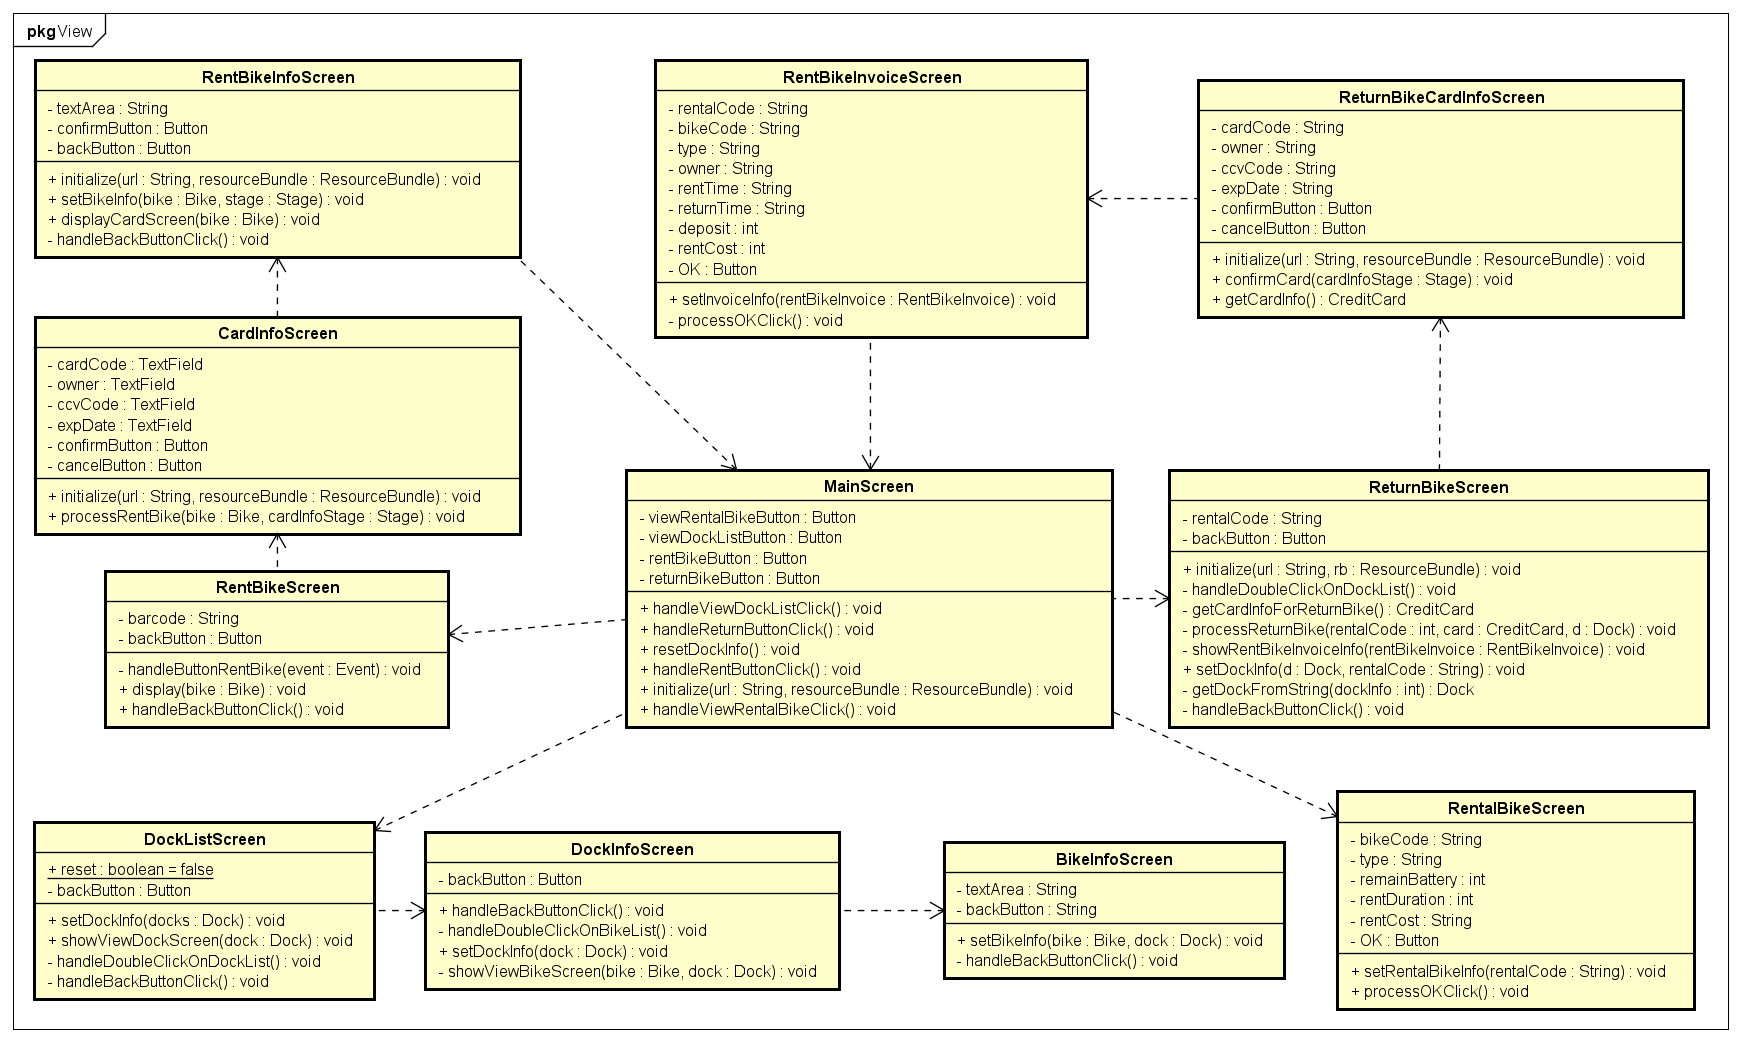 pkg View
RentBikeInfoScreen
- textArea : String
- confirmButton : Button
- backButton : Button
+ initialize(url : String, resourceBundle : ResourceBundle) : void
+ setBikeInfo(bike : Bike, stage : Stage) : void
+ displayCardScreen(bike : Bike) : void
- handleBackButtonClick() : void
RentBikeInvoiceScreen
- rentalCode : String
- bikeCode : String
- type : String
- owner : String
- rentTime : String
- returnTime : String
- deposit : int
- rentCost : int
- OK : Button
+ setInvoiceInfo(rentBikeInvoice : RentBikeInvoice) : void
- processOKClick() : void
ReturnBikeCardInfoScreen
- cardCode : String
- owner : String
- ccvCode : String
- expDate : String
- confirmButton : Button
- cancelButton : Button
+ initialize(url : String, resourceBundle : ResourceBundle) : void
+ confirmCard(cardInfoStage : Stage) : void
+ getCardInfo() : CreditCard
CardInfoScreen
- cardCode : TextField
- owner : TextField
- ccvCode : TextField
- expDate : TextField
- confirmButton : Button
- cancelButton : Button
+ initialize(url : String, resourceBundle : ResourceBundle) : void
+ processRentBike(bike : Bike, cardInfoStage : Stage) : void
MainScreen
- viewRentalBikeButton : Button
- viewDockListButton : Button
- rentBikeButton : Button
- returnBikeButton : Button
+ handleViewDockListClick() : void
+ handleReturnButtonClick() : void
+ resetDockInfo() : void
+ handleRentButtonClick() : void
+ initialize(url : String, resourceBundle : ResourceBundle) : void
+ handleViewRentalBikeClick() : void
ReturnBikeScreen
- rentalCode : String
- backButton : Button
+ initialize(url : String, rb : ResourceBundle) : void
- handleDoubleClickOnDockList() : void
- getCardInfoForReturnBike() : CreditCard
- processReturnBike(rentalCode : int, card : CreditCard, d : Dock) : void
- showRentBikeInvoiceInfo(rentBikeInvoice : RentBikeInvoice) : void
+ setDockInfo(d : Dock, rentalCode : String) : void
- getDockFromString(dockInfo : int) : Dock
- handleBackButtonClick() : void
RentBikeScreen
- barcode : String
- backButton : Button
- handleButtonRentBike(event : Event) : void
+ display(bike : Bike) : void
+ handleBackButtonClick() : void
DockListScreen
+ reset : boolean = false
- backButton : Button
+ setDockInfo(docks : Dock) : void
+ showViewDockScreen(dock : Dock) : void
- handleDoubleClickOnDockList() : void
- handleBackButtonClick() : void
DockInfoScreen
- backButton : Button
+ handleBackButtonClick() : void
- handleDoubleClickOnBikeList() : void
+ setDockInfo(dock : Dock) : void
- showViewBikeScreen(bike : Bike, dock : Dock) : void
BikeInfoScreen
- textArea : String
- backButton : String
+ setBikeInfo(bike : Bike, dock : Dock) : void
- handleBackButtonClick() : void
RentalBikeScreen
- bikeCode : String
- type : String
- remainBattery : int
- rentDuration : int
- rentCost : String
- OK : Button
+ setRentalBikeInfo(rentalCode : String) : void
+ processOKClick() : void